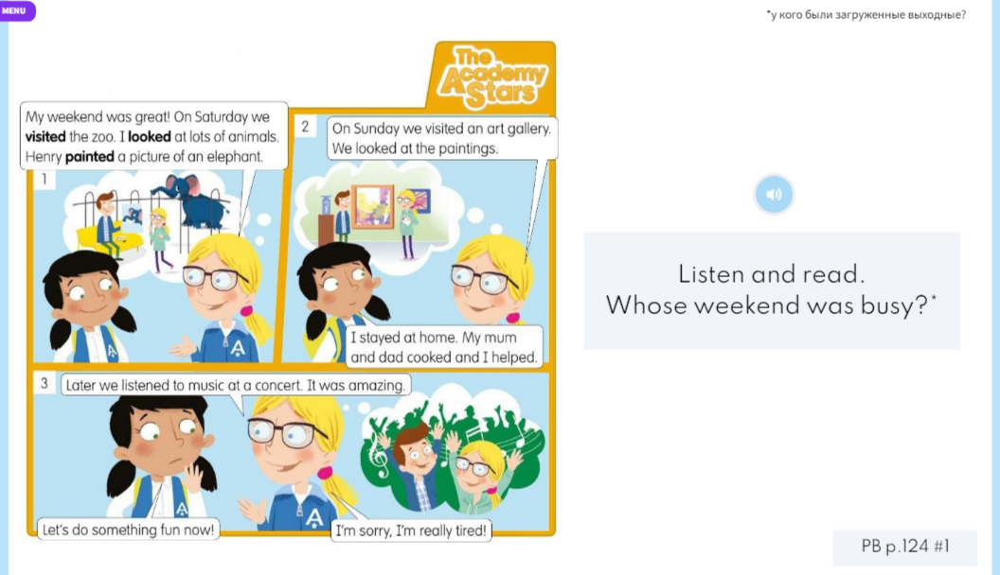 MENU
*у кого были загруженные выходные?
The
Academy
Stars
My weekend was great! On Saturday we
visited the zoo. I looked at lots of animals.
Henry painted a picture of an elephant.
1
2
On Sunday we visited an art gallery.
We looked at the paintings.
A
A
I stayed at home. My mum
and dad cooked and I helped.
3
Later we listened to music at a concert. It was amazing.
A
A
Let's do something fun now!
I'm sorry, I'm really tired!
Listen and read.
Whose weekend was busy?*
PB p.124 #1